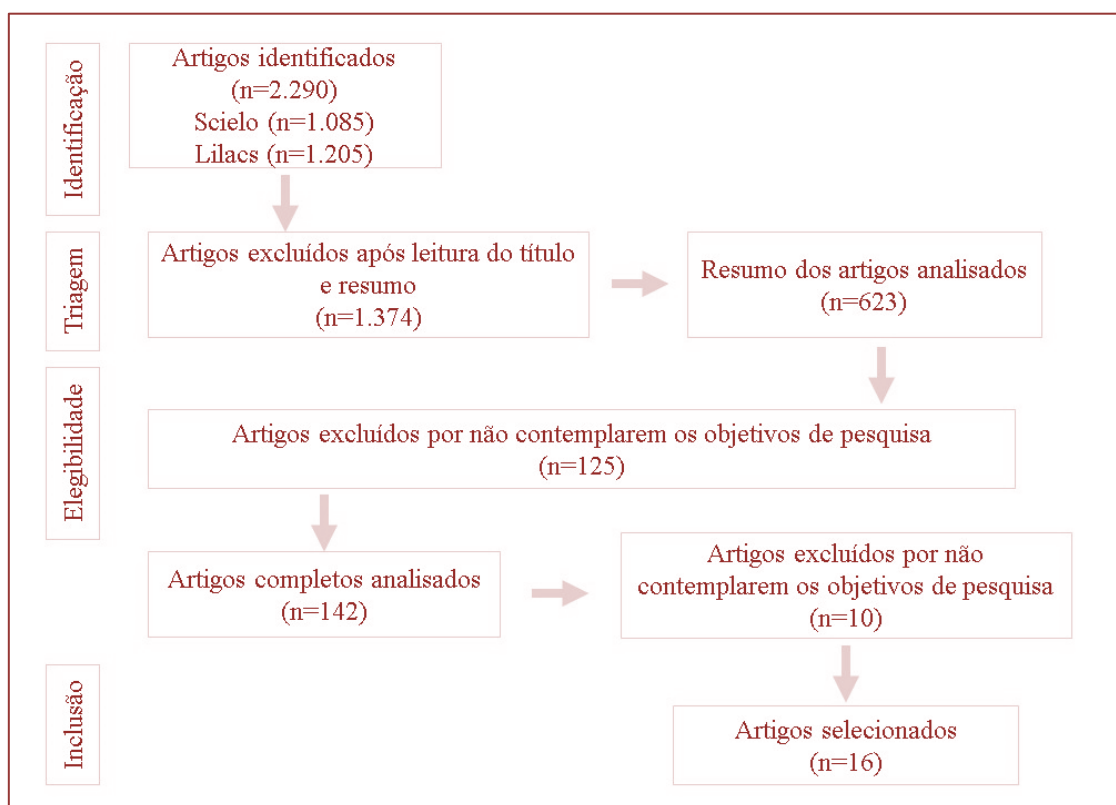 Identificação
Artigos identificados
(n=2.290)
Scielo (n=1.085)
Lilacs (n=1.205)
Triagem
Artigos excluídos após leitura do título
e resumo
(n=1.374)
Resumo dos artigos analisados
(n=623)
Elegibilidade
Artigos excluídos por não contemplarem os objetivos de pesquisa
(n=125)
Artigos completos analisados
(n=142)
Artigos excluídos por não
contemplarem os objetivos de pesquisa
(n=10)
Inclusão
Artigos selecionados
(n=16)